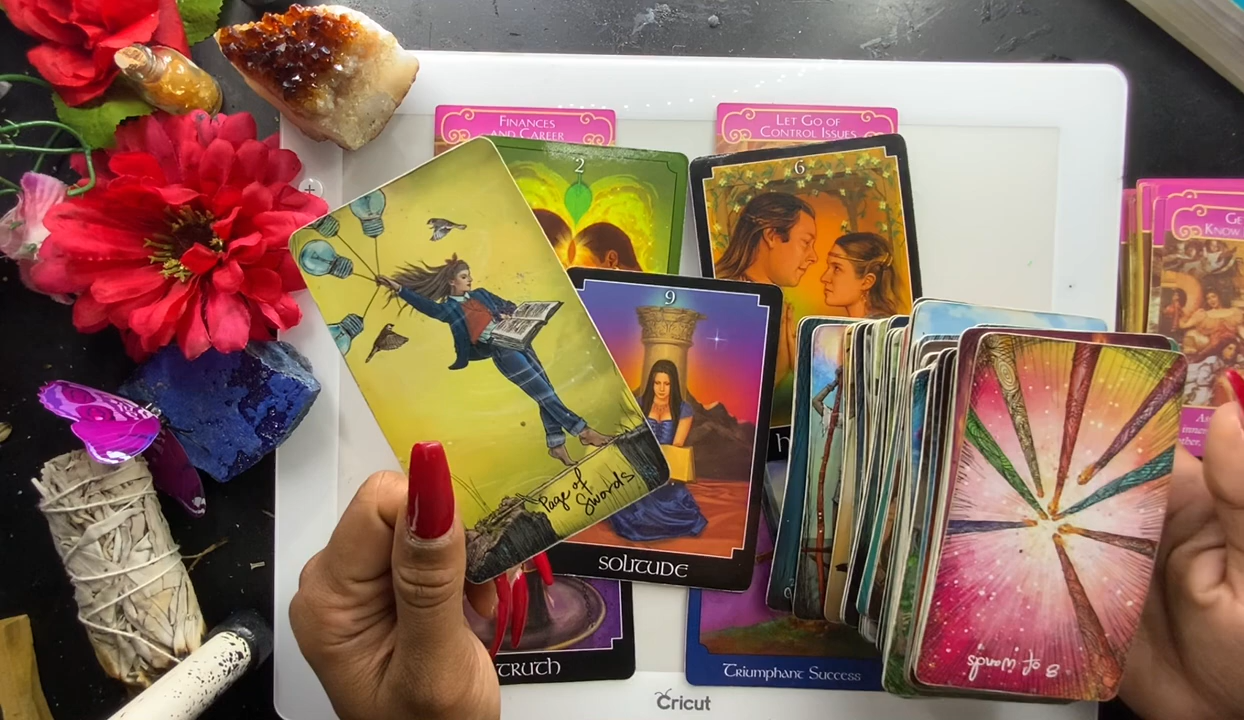 FINANCES
AND CAREER
LET GO OF
CONTROL ISSUES
2
6
KNOW
9
Page of
Swords
SOLITUDE
8 of wands
TRUTH
Triumphant Success
cricut